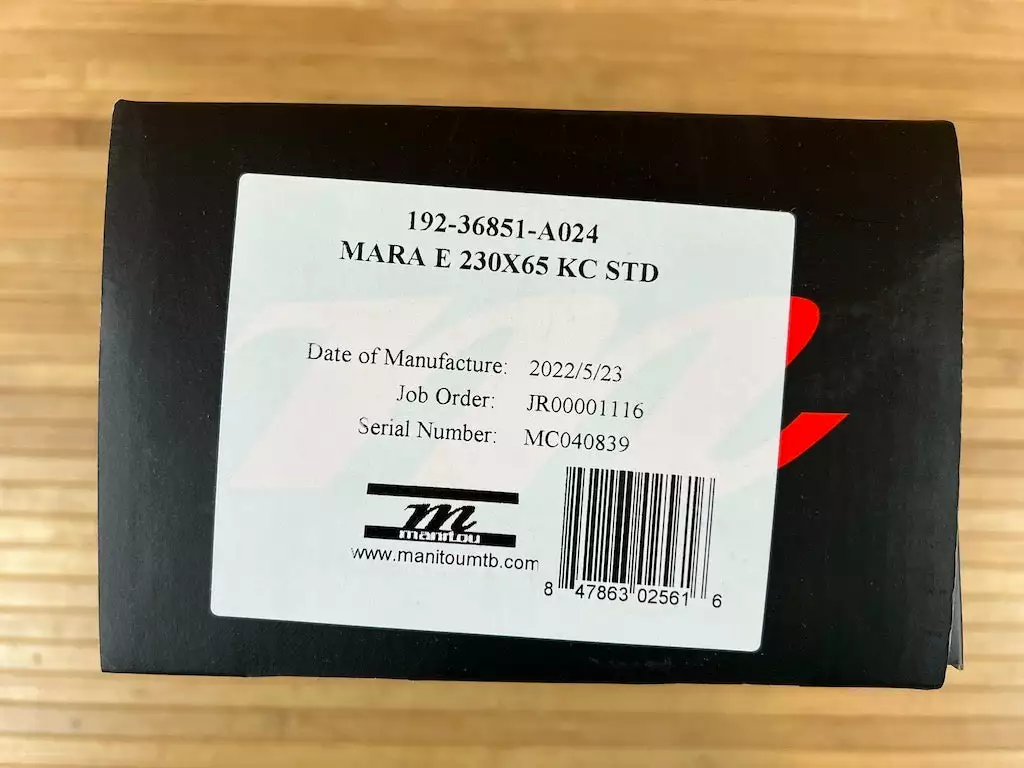 192-36851-A024
MARA E 230X65 KC STD
Date of Manufacture: 2022/5/23
Job Order: JR00001116
Serial Number: MC040839
m
manitou
www.manitoumtb.com
8 47863 02561 6